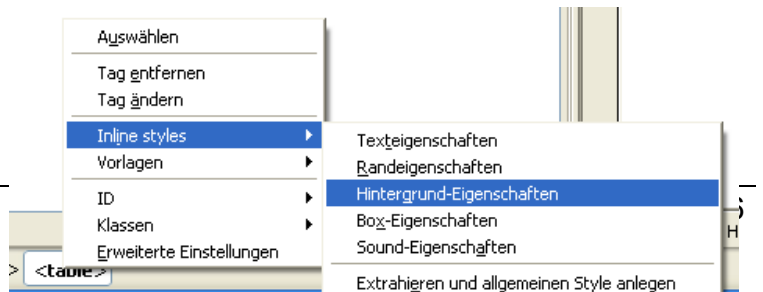 Auswählen
Tag entfernen
Tag ändern
Inline styles
Vorlagen
ID
Klassen
Erweiterte Einstellungen
Texteigenschaften
Randeigenschaften
Hintergrund-Eigenschaften
Box-Eigenschaften
Sound-Eigenschaften
Extrahieren und allgemeinen Style anlegen
H
> <table>